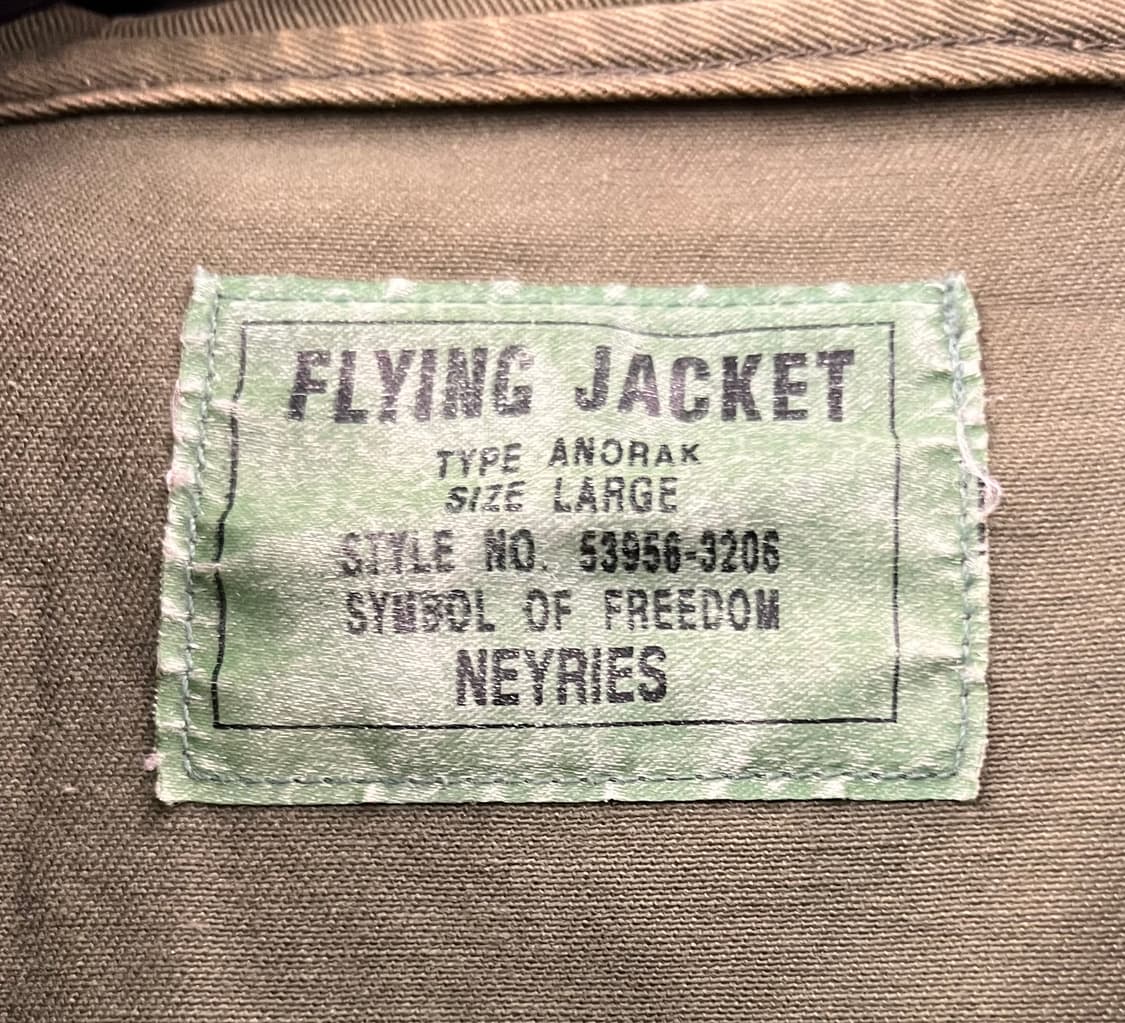 FLYING JACKET
TYPE ANORAK
SIZE LARGE
STYLE NO. 53956-3206
SYMBOL OF FREEDOM
NEYRIES